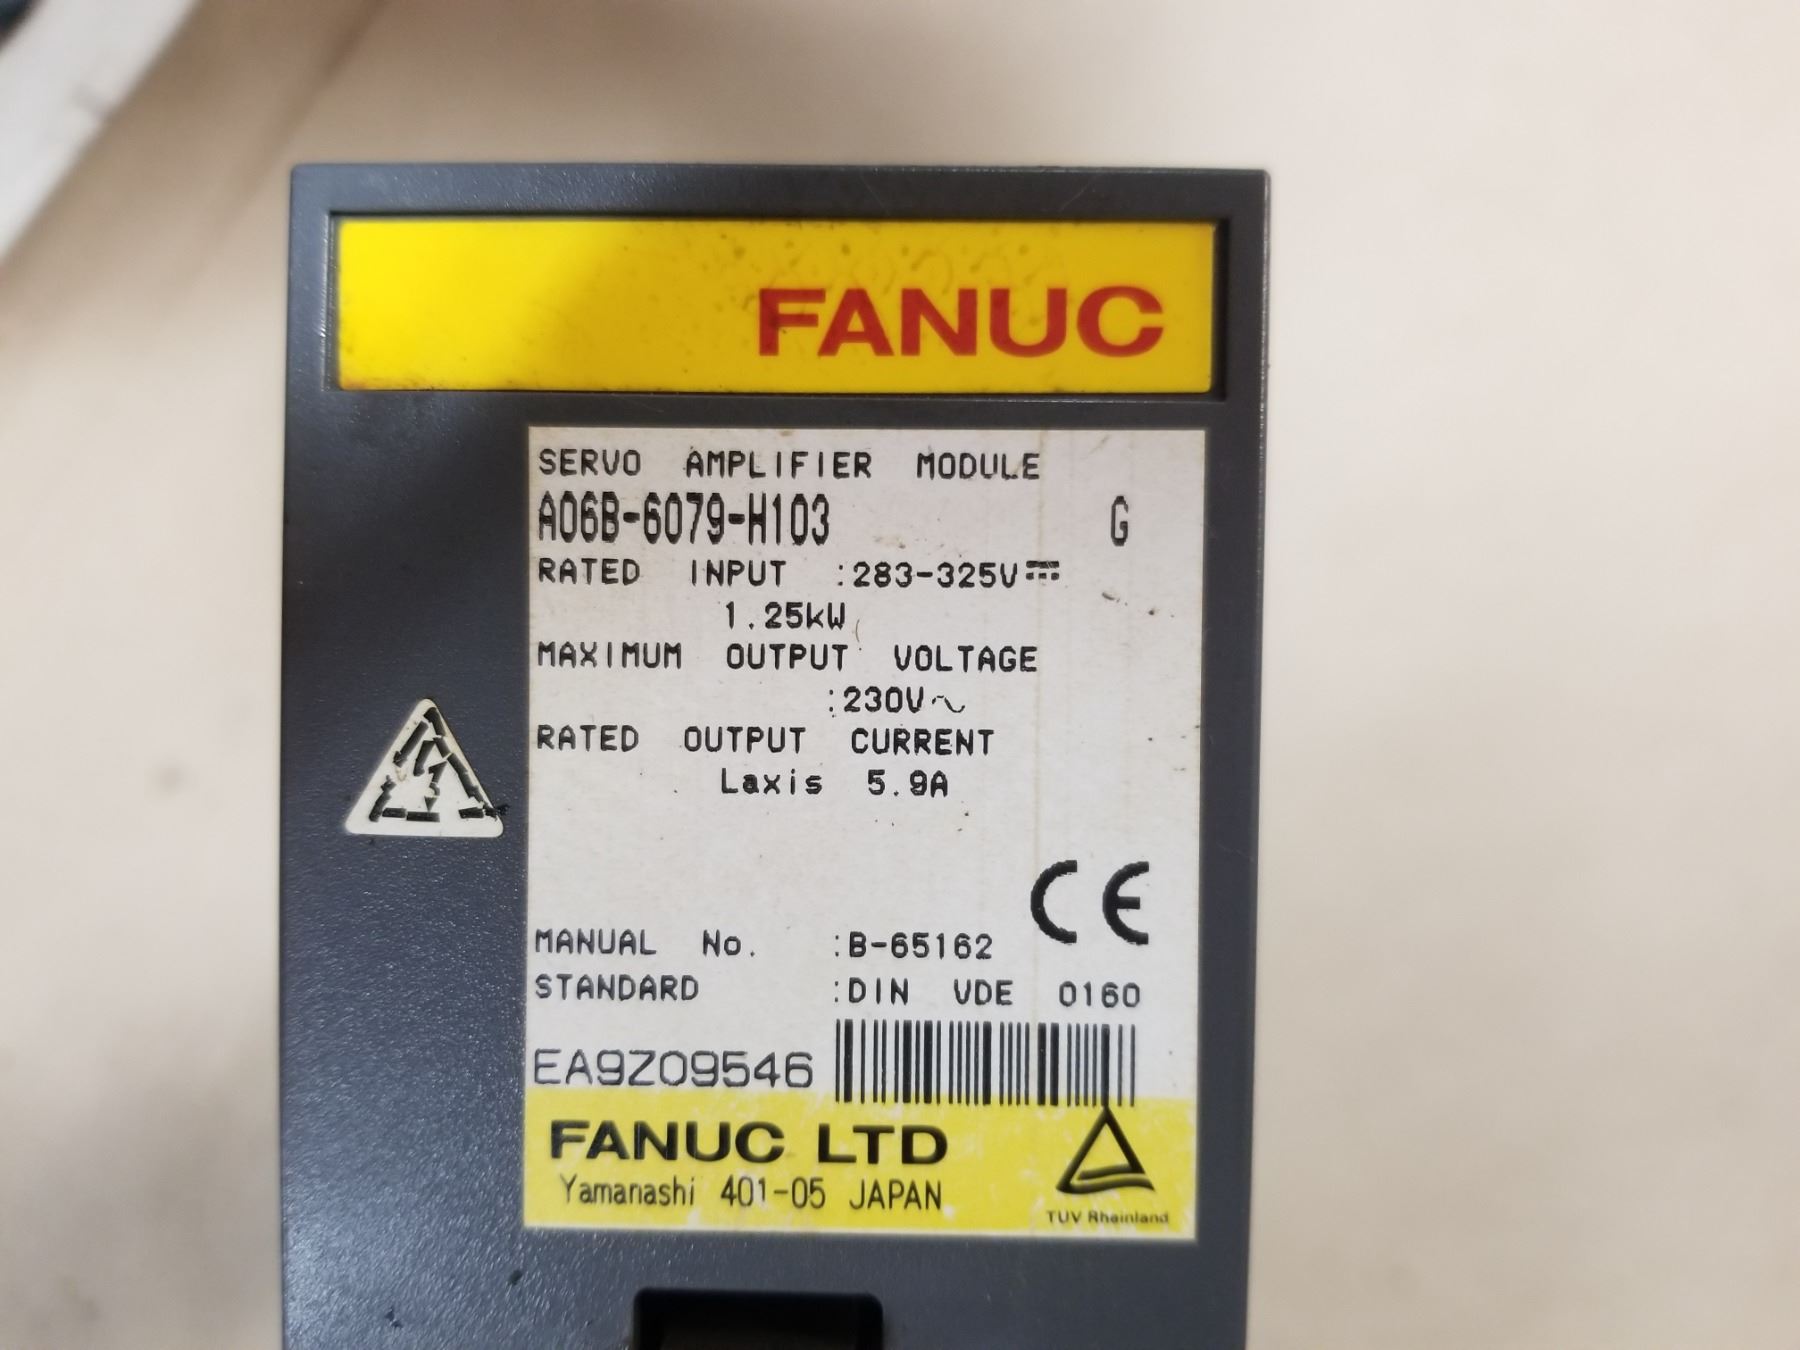 FANUC
SERVO AMPLIFIER MODULE
A06B-6079-H103 G
RATED INPUT :283-325V⎓
1.25kW
MAXIMUM OUTPUT VOLTAGE
:230V~
RATED OUTPUT CURRENT
Laxis 5.9A
CE
MANUAL No. :B-65162
STANDARD :DIN VDE 0160
EA9Z09546
FANUC LTD
Yamanashi 401-05 JAPAN
TUV Rheinland